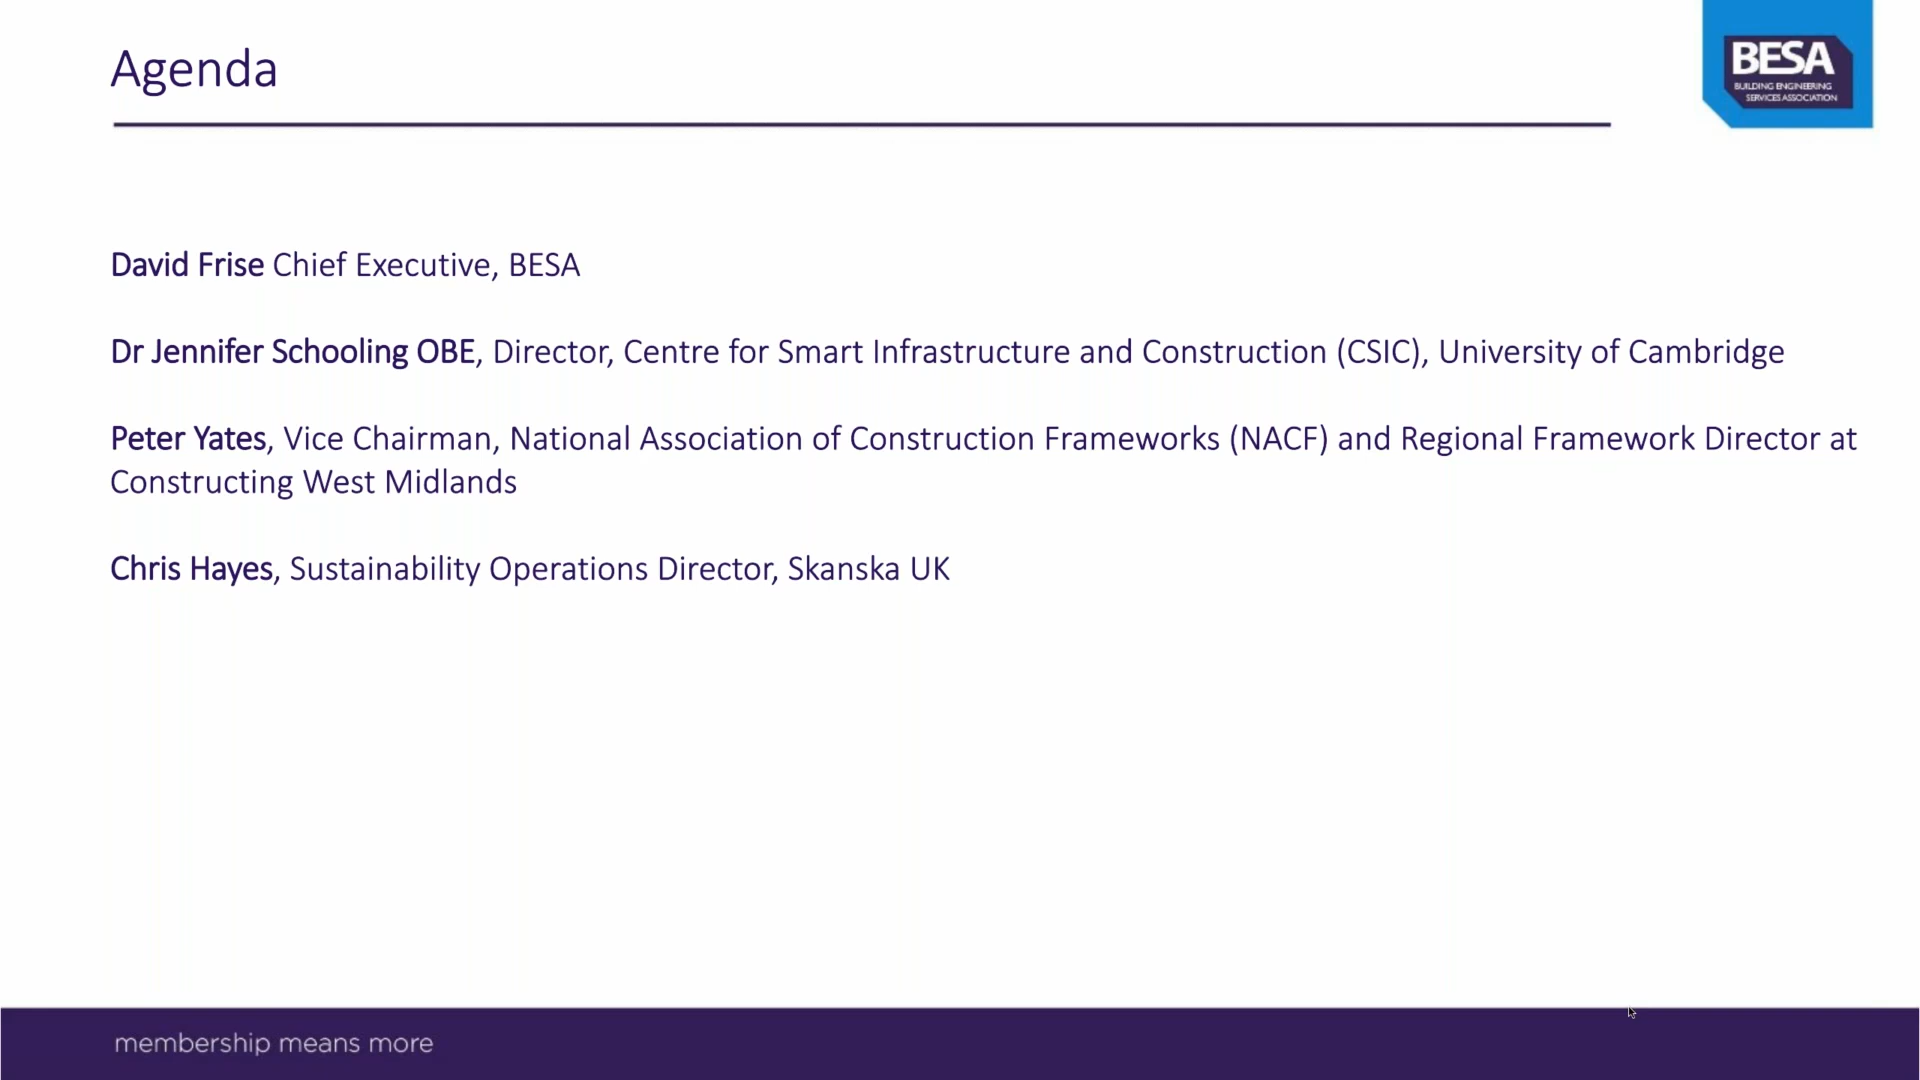 Agenda
BESA
BUILDING ENGINEERING
SERVICES ASSOCIATION
David Frise Chief Executive, BESA
Dr Jennifer Schooling OBE, Director, Centre for Smart Infrastructure and Construction (CSIC), University of Cambridge
Peter Yates, Vice Chairman, National Association of Construction Frameworks (NACF) and Regional Framework Director at
Constructing West Midlands
Chris Hayes, Sustainability Operations Director, Skanska UK
membership means more